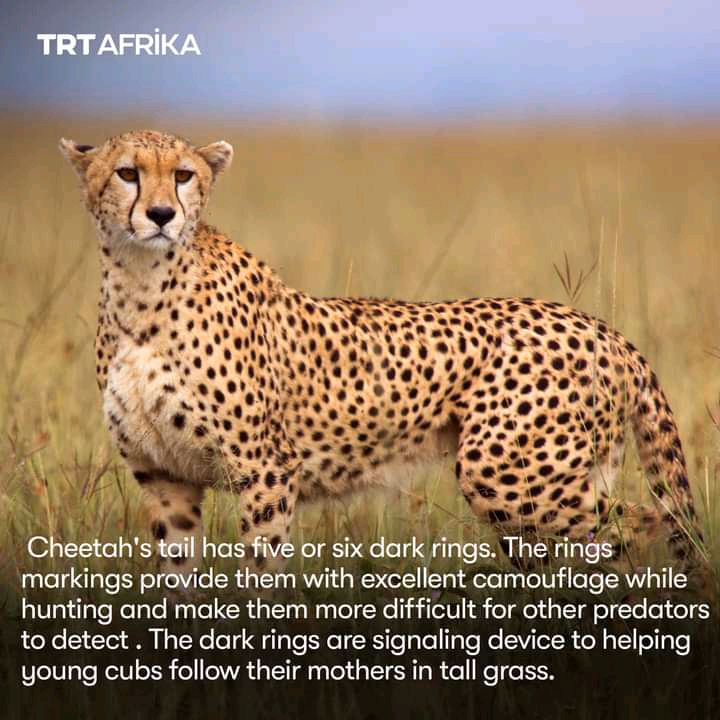 TRT AFRİKA
Cheetah's tail has five or six dark rings. The rings
markings provide them with excellent camouflage while
hunting and make them more difficult for other predators
to detect . The dark rings are signaling device to helping
young cubs follow their mothers in tall grass.